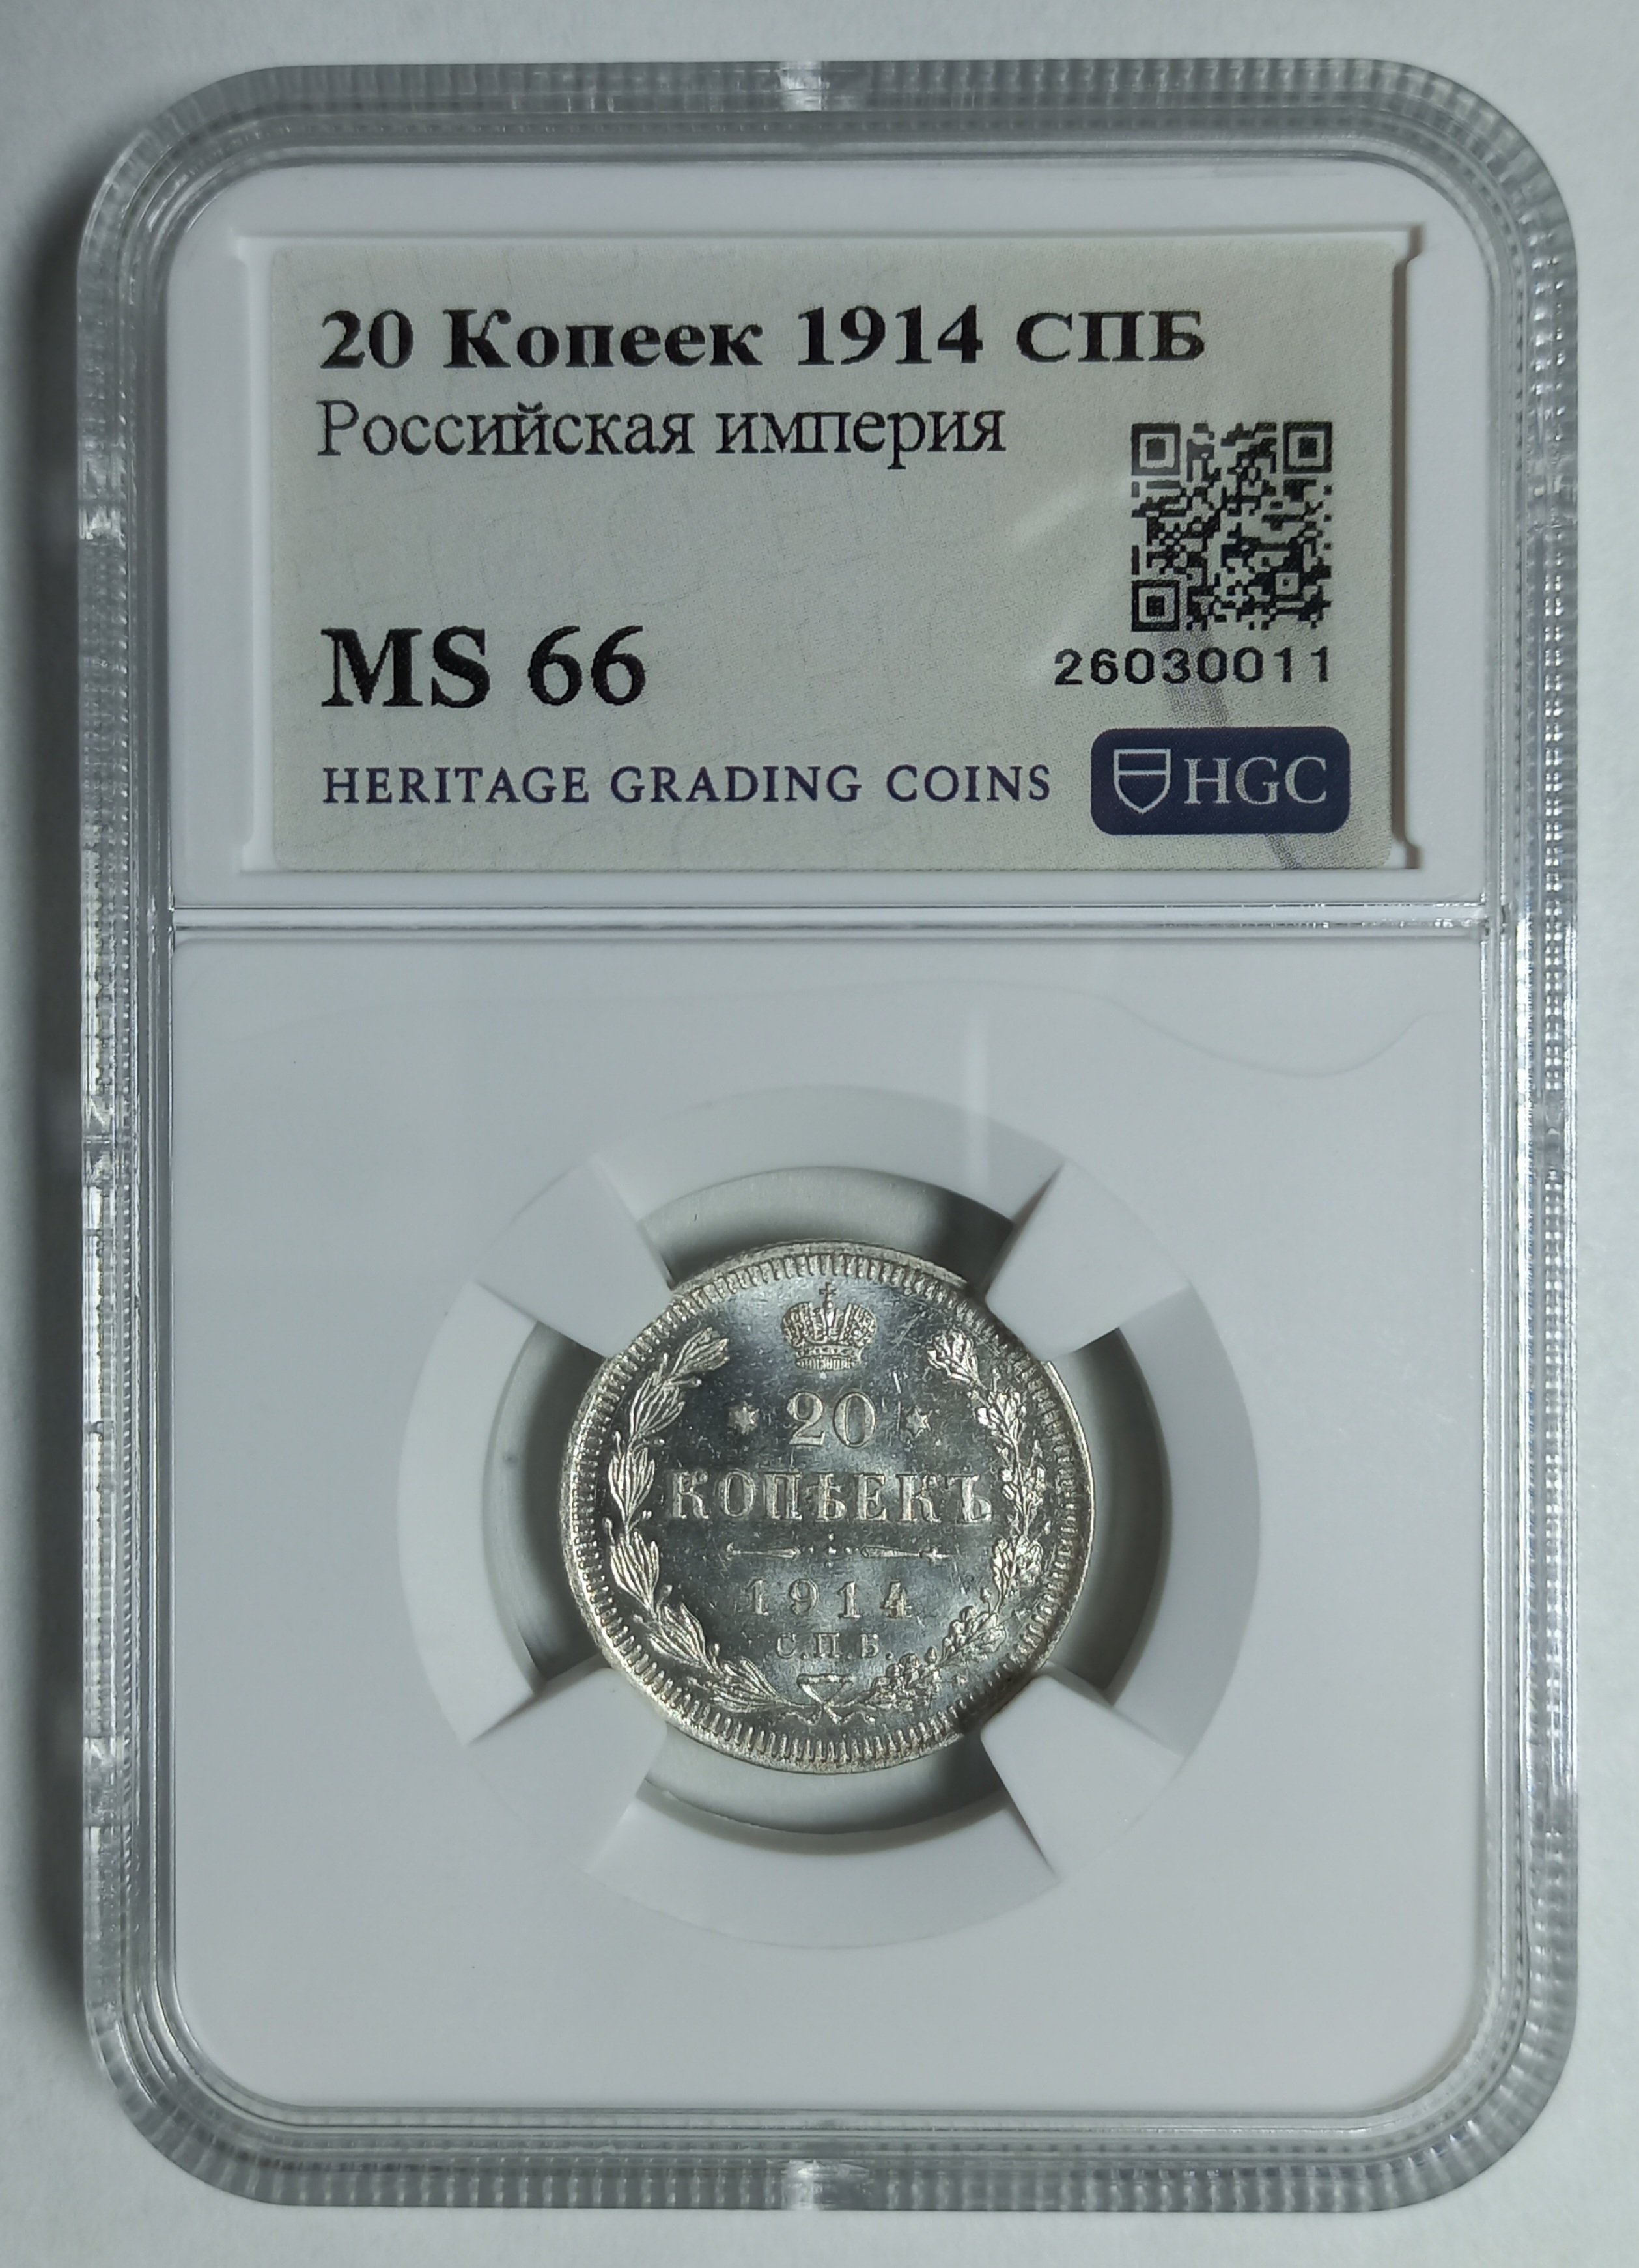 20 Копеек 1914 СПБ
Российская империя
MS 66
26030011
HERITAGE GRADING COINS
HGC
20
КОПѢЕКЪ
1914
С.П.Б.